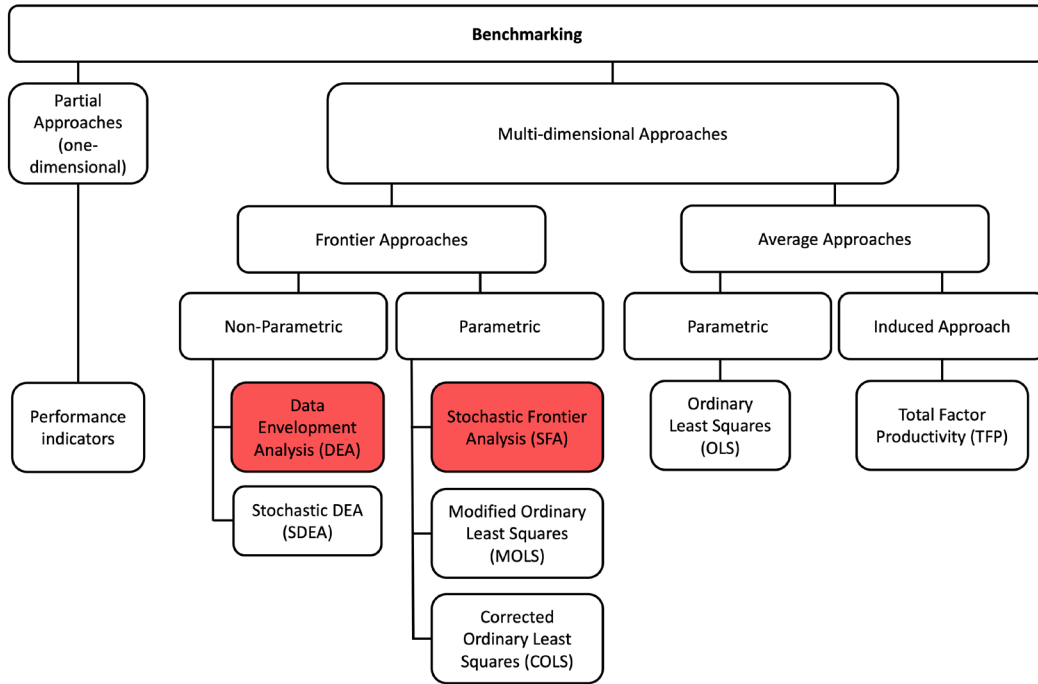 Benchmarking
Partial
Approaches
(one-
dimensional)
Multi-dimensional Approaches
Frontier Approaches
Average Approaches
Non-Parametric
Parametric
Parametric
Induced Approach
Performance
indicators
Data
Envelopment
Analysis (DEA)
Stochastic Frontier
Analysis (SFA)
Ordinary
Least Squares
(OLS)
Total Factor
Productivity (TFP)
Stochastic DEA
(SDEA)
Modified Ordinary
Least Squares
(MOLS)
Corrected
Ordinary Least
Squares (COLS)